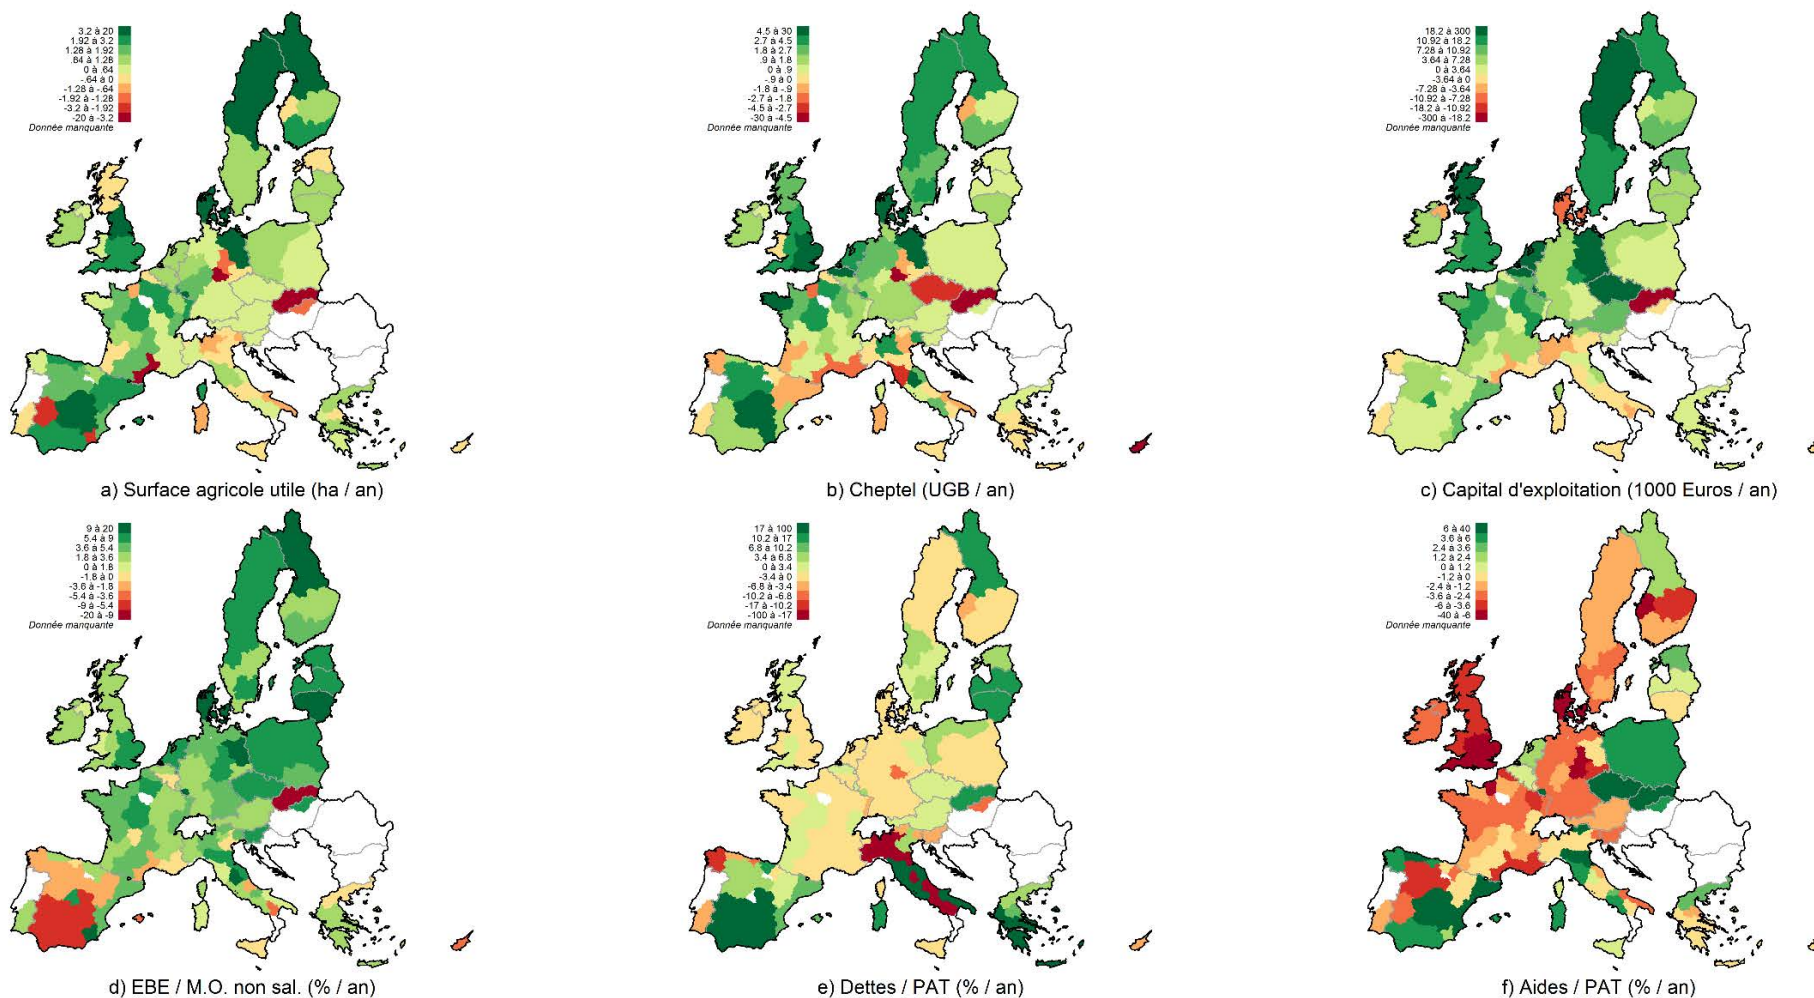 3.2 à 20
1.92 à 3.2
1.28 à 1.92
.64 à 1.28
0 à .64
-.64 à 0
-1.28 à -.64
-1.92 à -1.28
-3.2 à -1.92
-20 à -3.2
Donnée manquante
a) Surface agricole utile (ha / an)
4.5 à 30
2.7 à 4.5
1.8 à 2.7
.9 à 1.8
0 à .9
-.9 à 0
-1.8 à -.9
-2.7 à -1.8
-4.5 à -2.7
-30 à -4.5
Donnée manquante
b) Cheptel (UGB / an)
18.2 à 300
10.92 à 18.2
7.28 à 10.92
3.64 à 7.28
0 à 3.64
-3.64 à 0
-7.28 à -3.64
-10.92 à -7.28
-18.2 à -10.92
-300 à -18.2
Donnée manquante
c) Capital d'exploitation (1000 Euros / an)
9 à 20
5.4 à 9
3.6 à 5.4
1.8 à 3.6
0 à 1.8
-1.8 à 0
-3.6 à -1.8
-5.4 à -3.6
-9 à -5.4
-20 à -9
Donnée manquante
d) EBE / M.O. non sal. (% / an)
17 à 100
10.2 à 17
6.8 à 10.2
3.4 à 6.8
0 à 3.4
-3.4 à 0
-6.8 à -3.4
-10.2 à -6.8
-17 à -10.2
-100 à -17
Donnée manquante
e) Dettes / PAT (% / an)
6 à 40
3.6 à 6
2.4 à 3.6
1.2 à 2.4
0 à 1.2
-1.2 à 0
-2.4 à -1.2
-3.6 à -2.4
-6 à -3.6
-40 à -6
Donnée manquante
f) Aides / PAT (% / an)